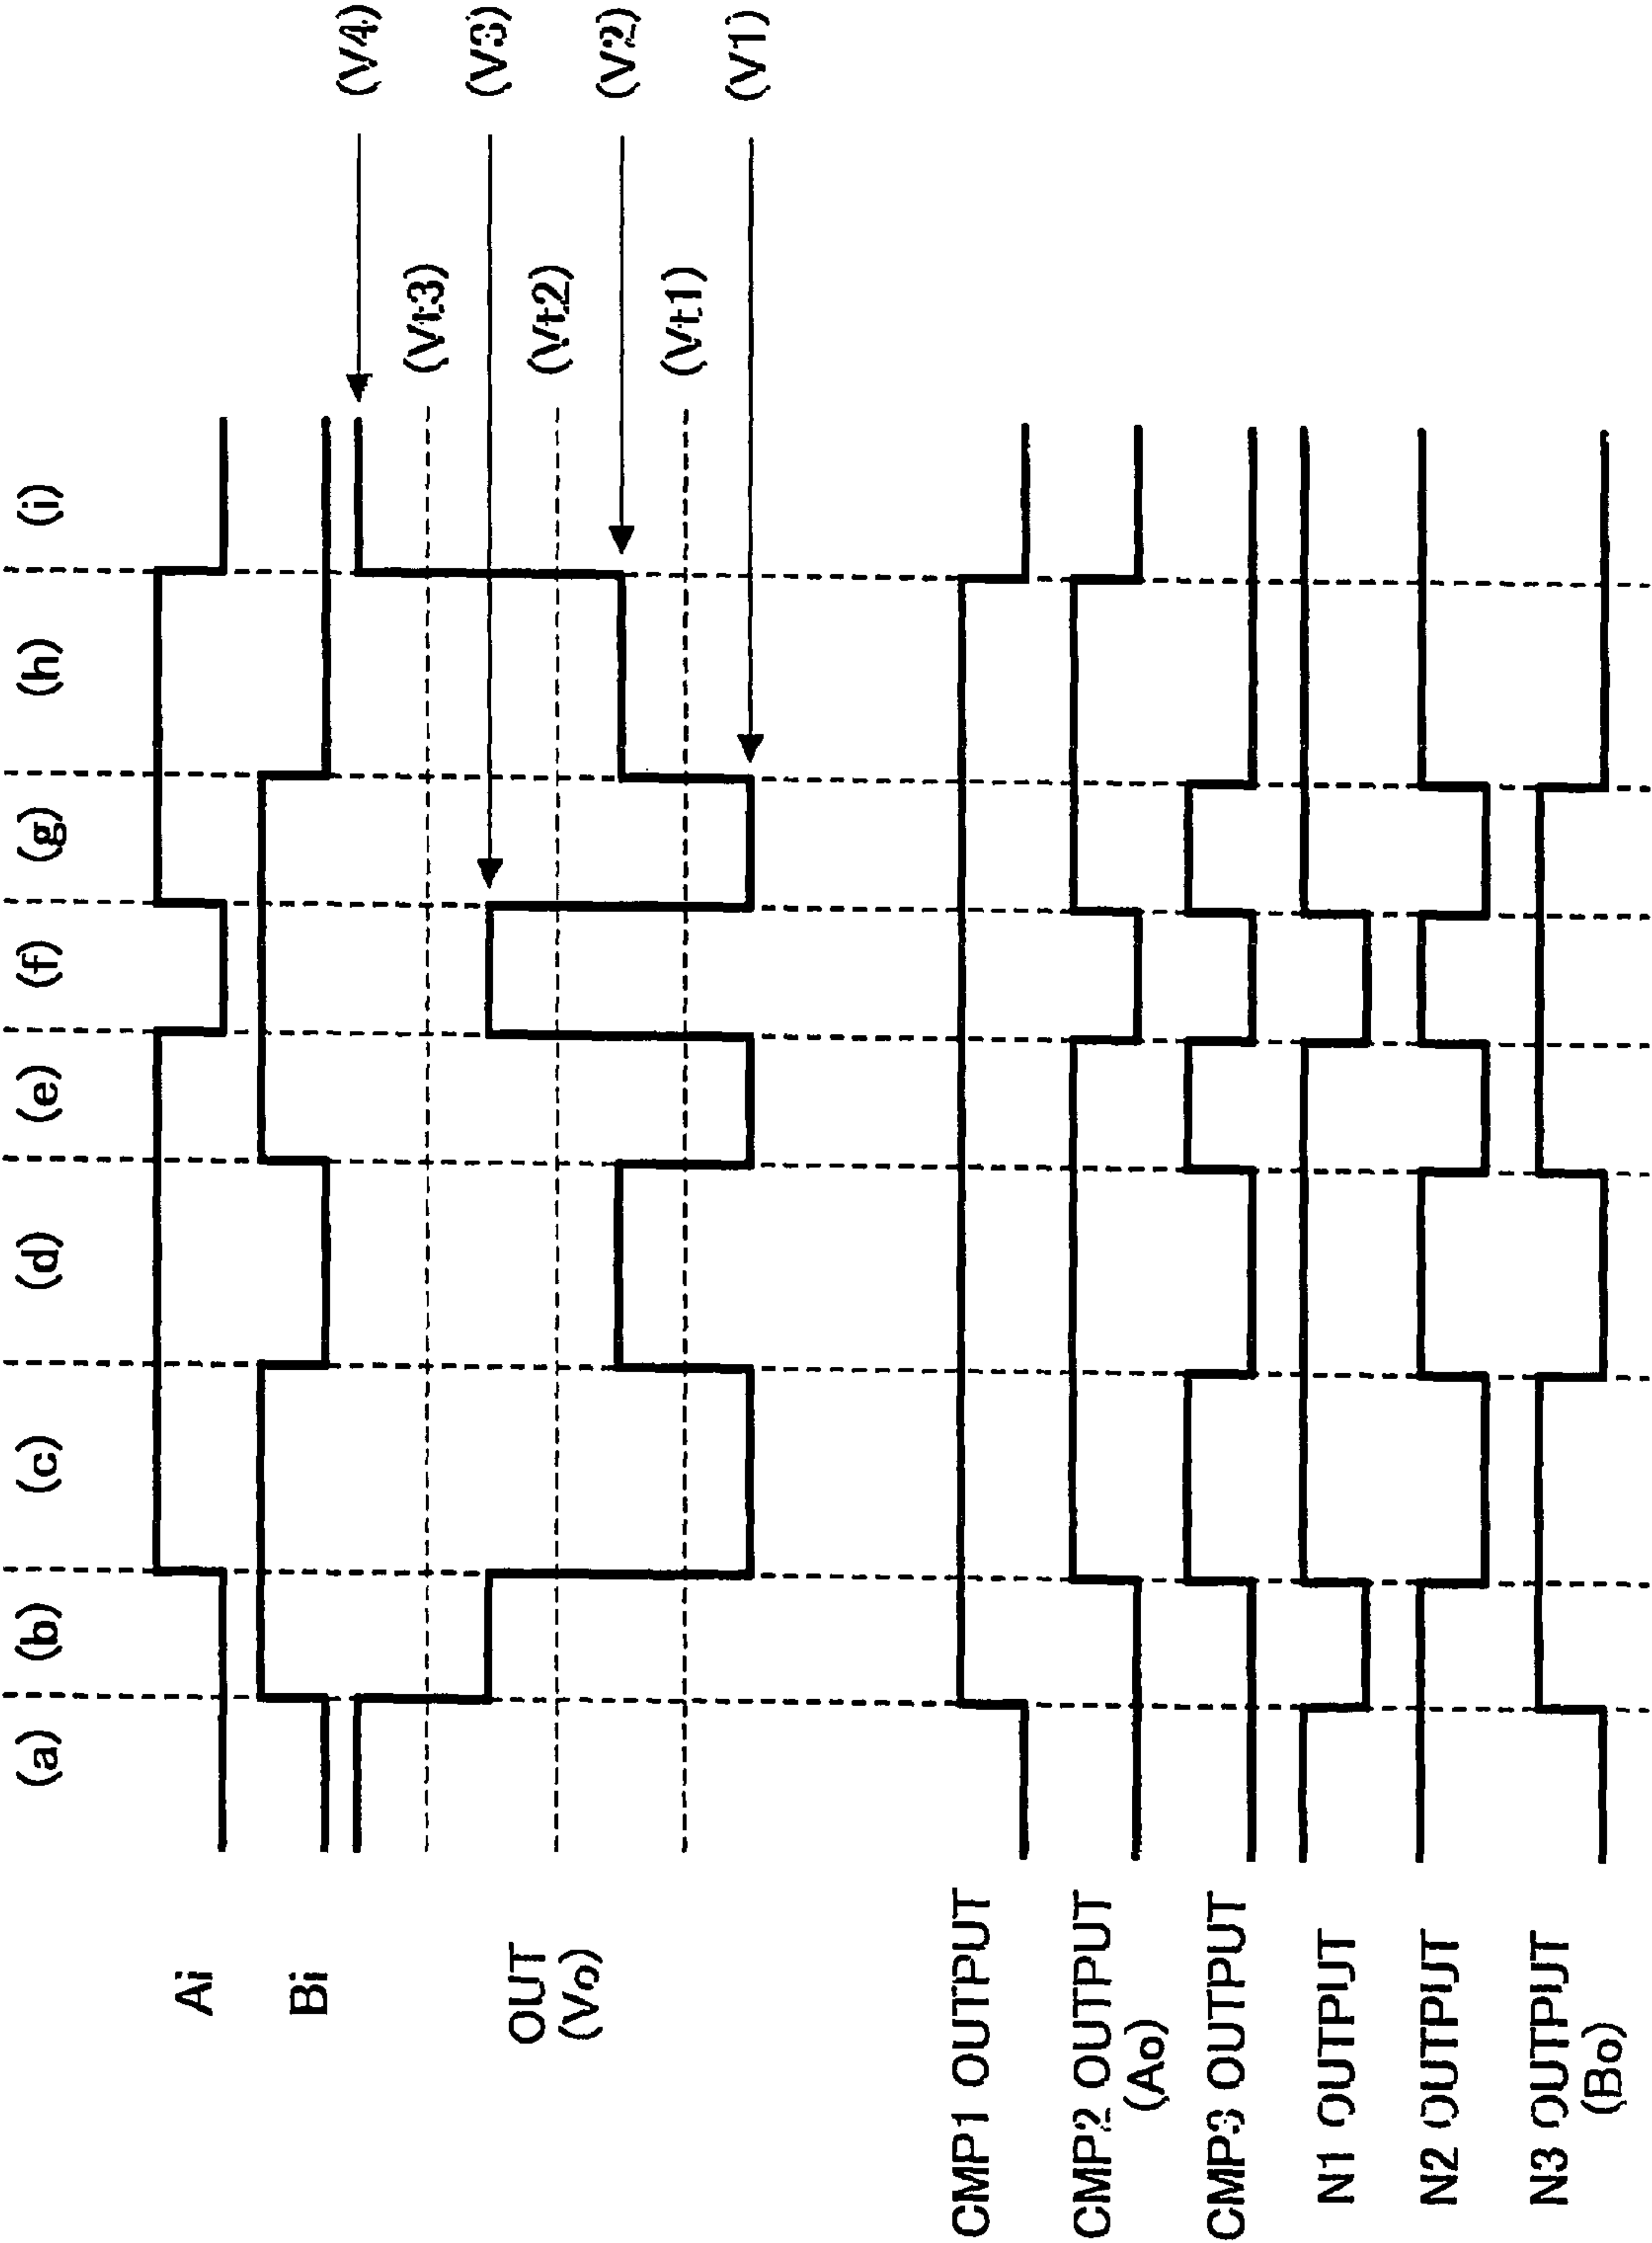 (a) (b) (c) (d) (e) (f) (g) (h) (i)
Ai
Bi
(V4)
(Vt3)
(V3)
OUT
(Vo)
(Vt2)
(V2)
(Vt1)
(V1)
CMP1 OUTPUT
CMP2 OUTPUT
(Ao)
CMP3 OUTPUT
N1 OUTPUT
N2 OUTPUT
N3 OUTPUT
(Bo)